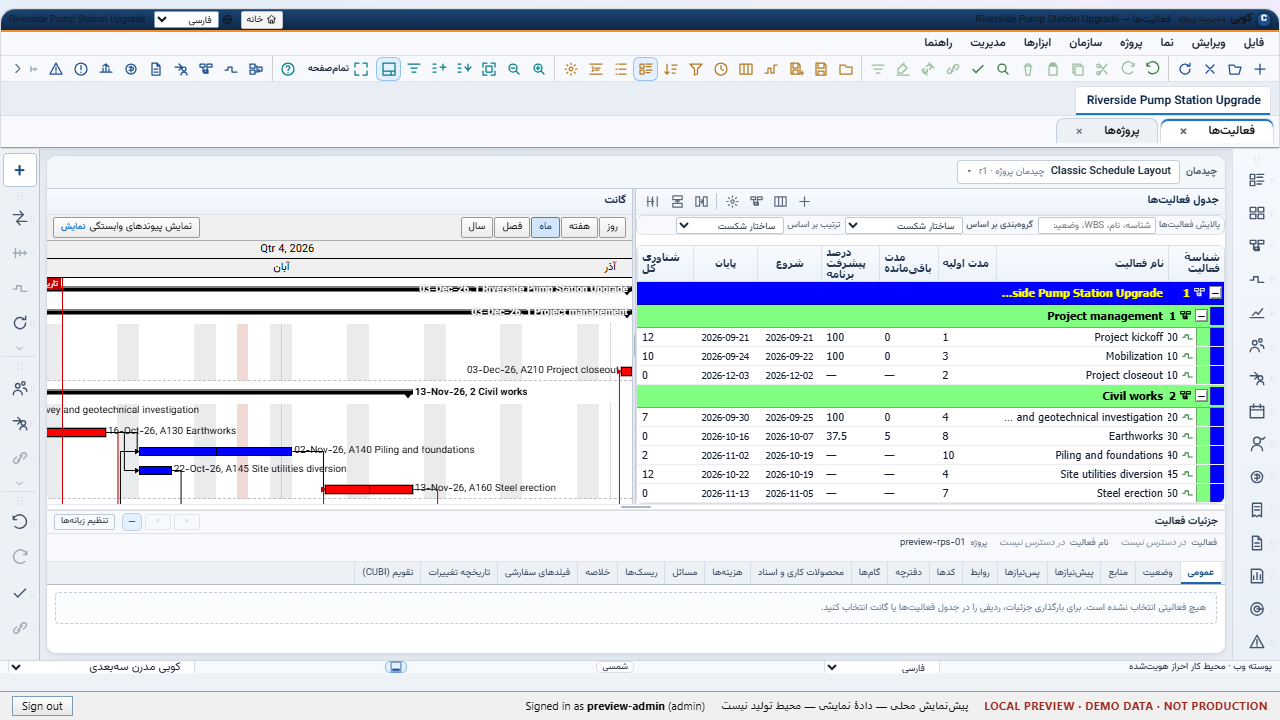 کوبی مدیریت پروژه فعالیت‌ها — Riverside Pump Station Upgrade
خانه
فارسی
Riverside Pump Station Upgrade
فایل ویرایش نما پروژه سازمان ابزارها مدیریت راهنما
تمام‌صفحه
Riverside Pump Station Upgrade
فعالیت‌ها ×
پروژه‌ها ×
چیدمان Classic Schedule Layout چیدمان پروژه · r1
جدول فعالیت‌ها
پالایش فعالیت‌ها شناسه، نام، WBS، وضعیت گروه‌بندی بر اساس ساختار شکست ترتیب بر اساس ساختار شکست
شناسهٔ فعالیت نام فعالیت مدت اولیه مدت باقی‌مانده درصد پیشرفت برنامه شروع پایان شناوری کل
1 ...side Pump Station Upgrade
1 Project management
Project kickoff 1 0 100 2026-09-21 2026-09-21 12
Mobilization 3 0 100 2026-09-22 2026-09-24 10
Project closeout 2 — — 2026-12-02 2026-12-03 0
2 Civil works
... and geotechnical investigation 4 0 100 2026-09-25 2026-09-30 7
Earthworks 8 5 37.5 2026-10-07 2026-10-16 0
Piling and foundations 10 — — 2026-10-19 2026-11-02 2
Site utilities diversion 4 — — 2026-10-19 2026-10-22 12
Steel erection 7 — — 2026-11-05 2026-11-13 0
گانت
روز هفته ماه فصل سال
نمایش پیوندهای وابستگی نمایش
Qtr 4, 2026
آبان آذر
03-Dec-26, 1 Riverside Pump Station Upgrade
03-Dec-26, 1 Project management
03-Dec-26, A210 Project closeout
13-Nov-26, 2 Civil works
vey and geotechnical investigation
16-Oct-26, A130 Earthworks
02-Nov-26, A140 Piling and foundations
22-Oct-26, A145 Site utilities diversion
13-Nov-26, A160 Steel erection
جزئیات فعالیت
تنظیم زبانه‌ها
فعالیت در دسترس نیست نام فعالیت در دسترس نیست پروژه preview-rps-01
عمومی وضعیت منابع پیش‌نیازها پس‌نیازها روابط کدها دفترچه گام‌ها محصولات کاری و اسناد هزینه‌ها مسائل ریسک‌ها خلاصه فیلدهای سفارشی تاریخچه تغییرات تقویم (CUBI)
هیچ فعالیتی انتخاب نشده است. برای بارگذاری جزئیات، ردیفی را در جدول فعالیت‌ها یا گانت انتخاب کنید.
پوسته وب · محیط کار احراز هویت‌شده
فارسی
شمسی
کوبی مدرن سه‌بعدی
LOCAL PREVIEW · DEMO DATA · NOT PRODUCTION
پیش‌نمایش محلی — دادهٔ نمایشی — محیط تولید نیست
Signed in as preview-admin (admin)
Sign out